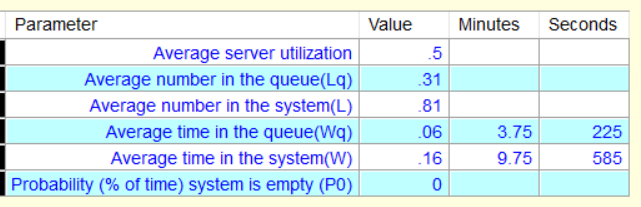 Parameter Value Minutes Seconds
Average server utilization .5
Average number in the queue(Lq) .31
Average number in the system(L) .81
Average time in the queue(Wq) .06 3.75 225
Average time in the system(W) .16 9.75 585
Probability (% of time) system is empty (P0) 0